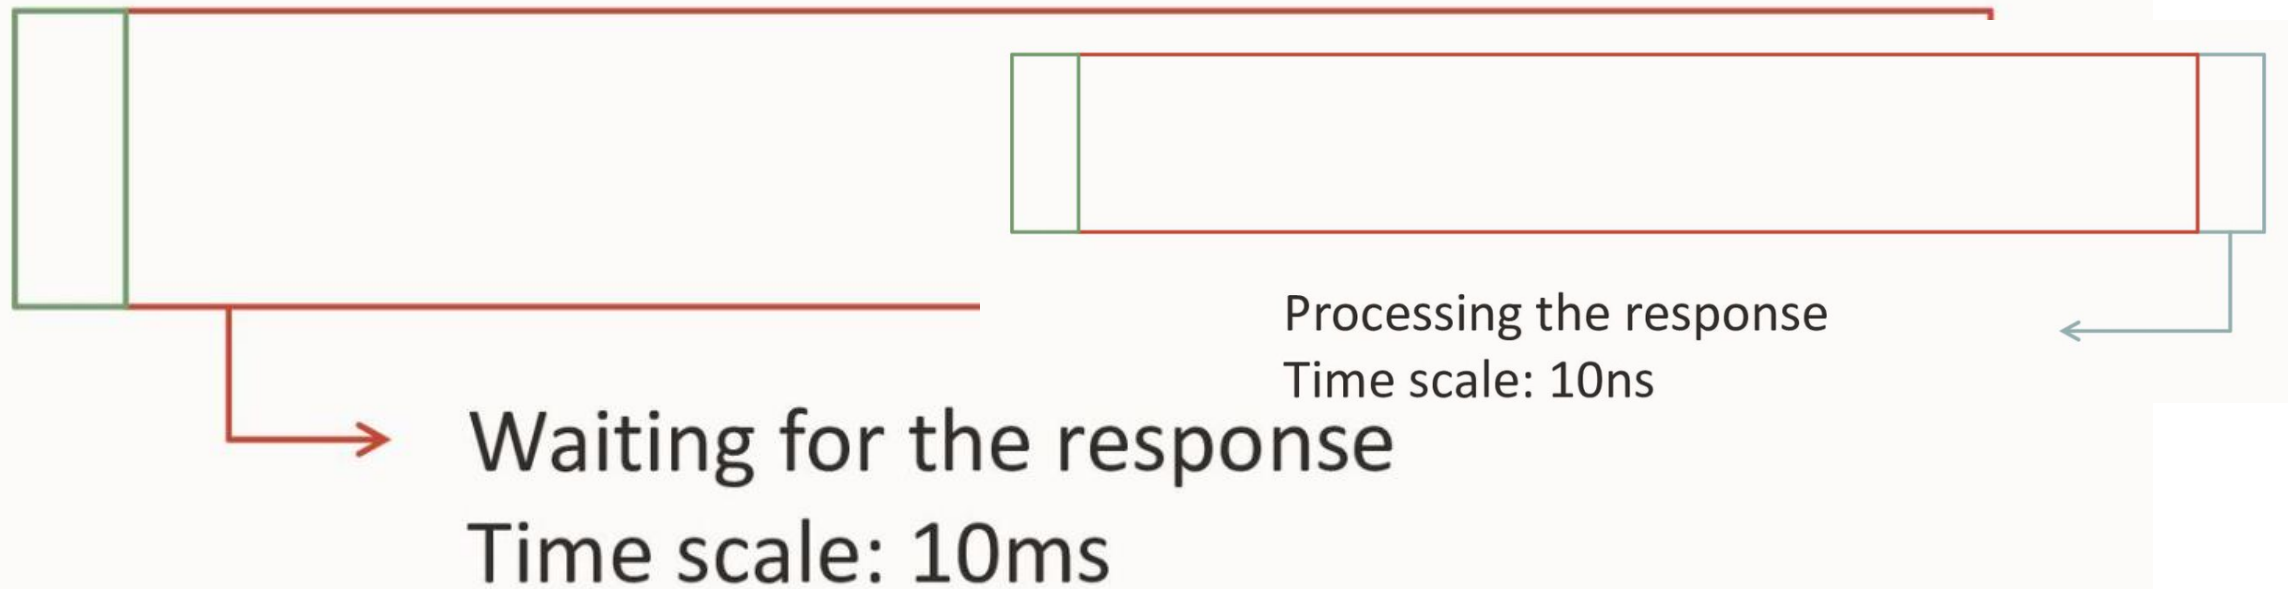 Processing the response
Time scale: 10ns
Waiting for the response
Time scale: 10ms